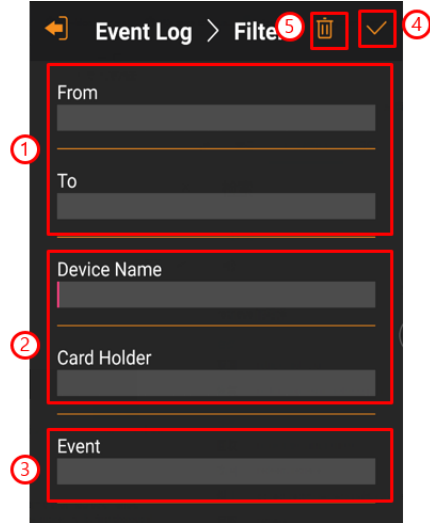 Event Log > Filte 5 4
1
From
To
2
Device Name
Card Holder
3
Event